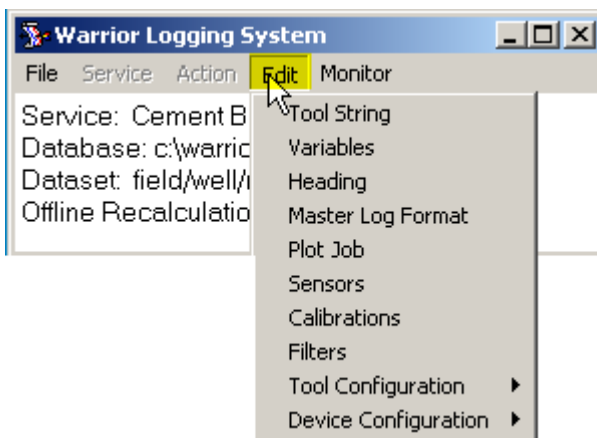 Warrior Logging System
File Service Action Edit Monitor
Service: Cement B
Database: c:\warric
Dataset: field/well/
Offline Recalculatio
Tool String
Variables
Heading
Master Log Format
Plot Job
Sensors
Calibrations
Filters
Tool Configuration
Device Configuration